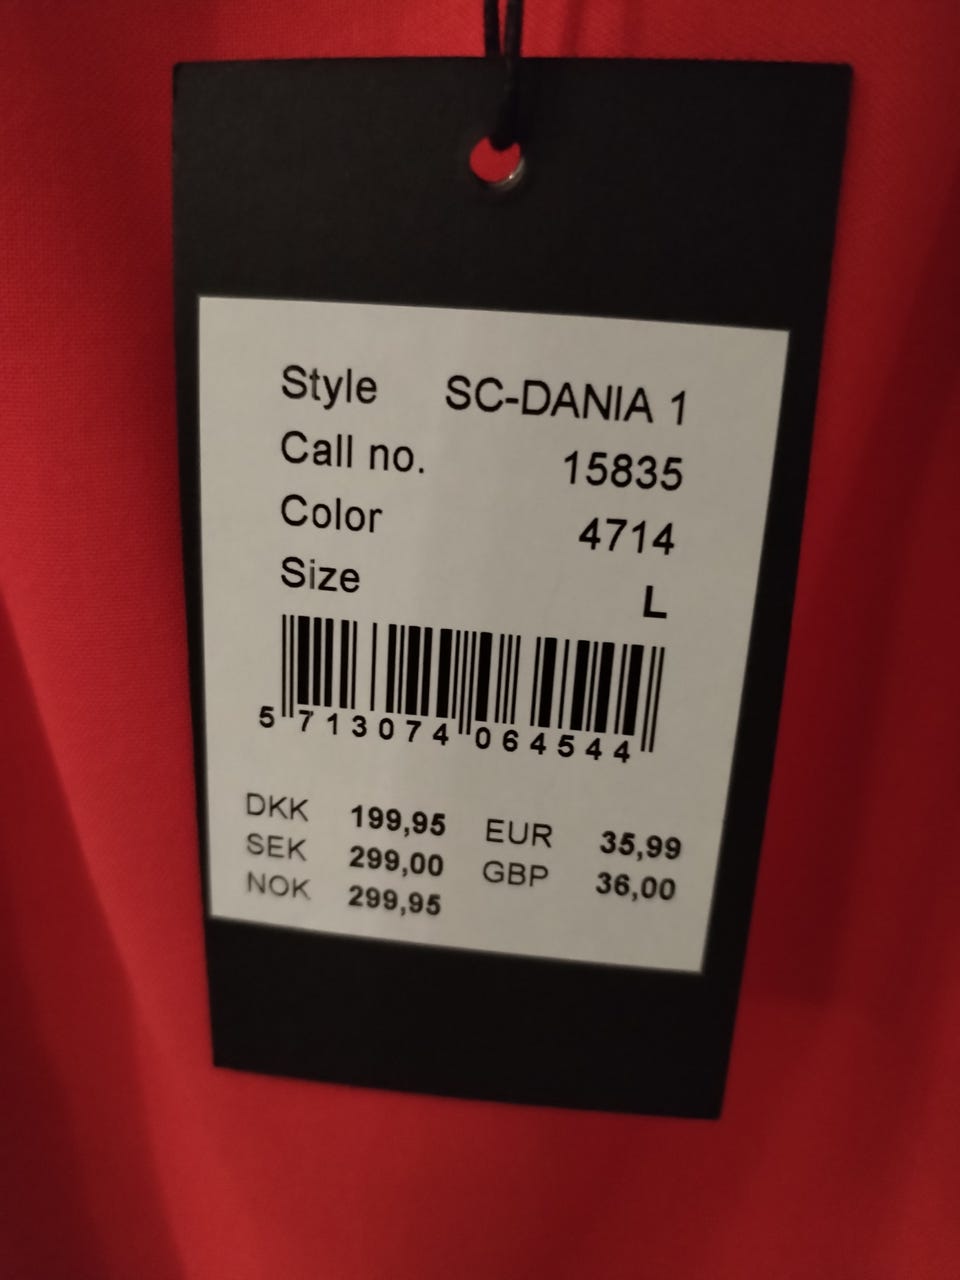 Style SC-DANIA 1
Call no. 15835
Color 4714
Size L
5 713074 064544
DKK 199,95 EUR 35,99
SEK 299,00 GBP 36,00
NOK 299,95